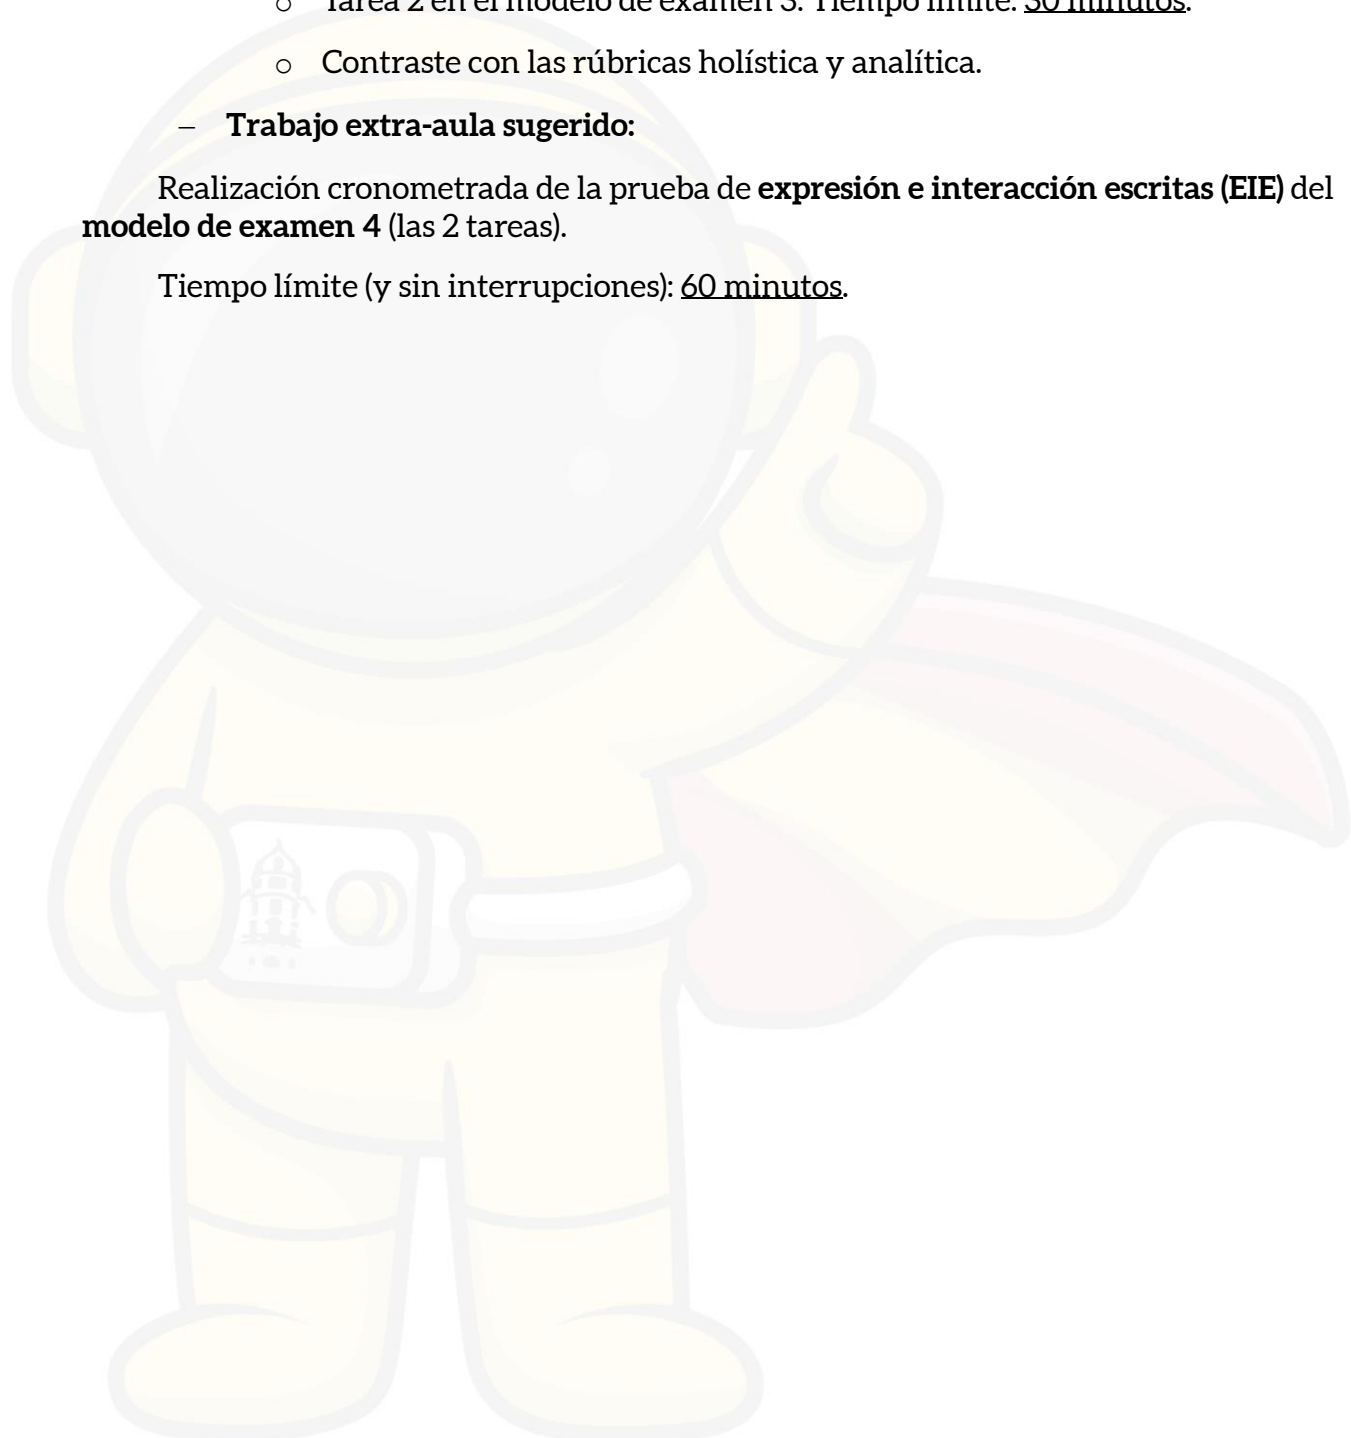 ○ Tarea 2 en el modelo de examen 3. Tiempo límite: 30 minutos.
○ Contraste con las rúbricas holística y analítica.
– Trabajo extra-aula sugerido:
Realización cronometrada de la prueba de expresión e interacción escritas (EIE) del
modelo de examen 4 (las 2 tareas).
Tiempo límite (y sin interrupciones): 60 minutos.